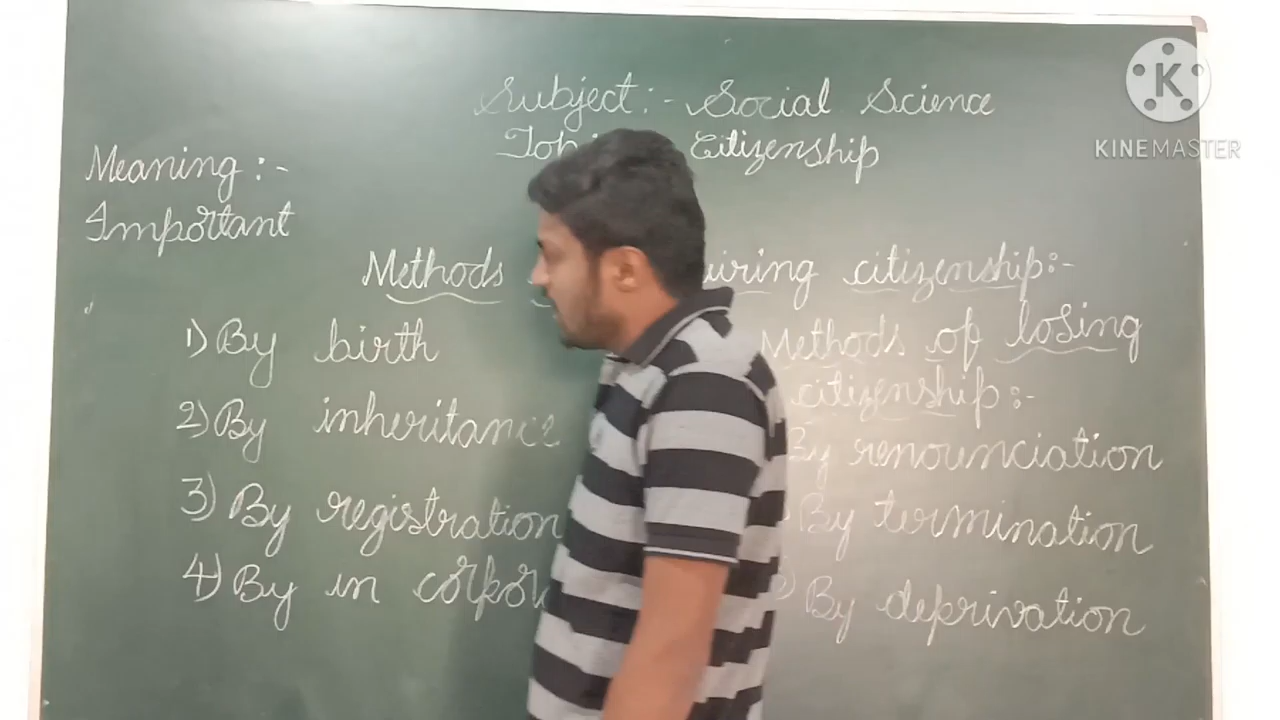 Subject:- Social Science
Citizenship
Meaning:-
Important
Methods citizenship:-
1) By birth
2) By inheritance
3) By registration
4) By in
Methods of losing
citizenship:-
By renounciation
By termination
By deprivation
KINEMASTER